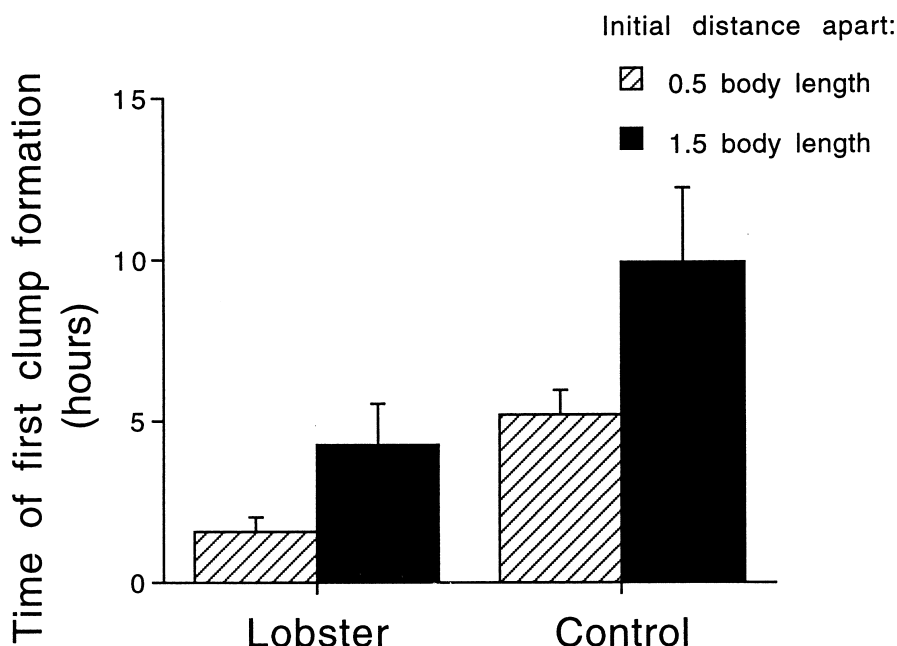 Initial distance apart:
0.5 body length
1.5 body length
Time of first clump formation
(hours)
15
10
5
0
Lobster
Control